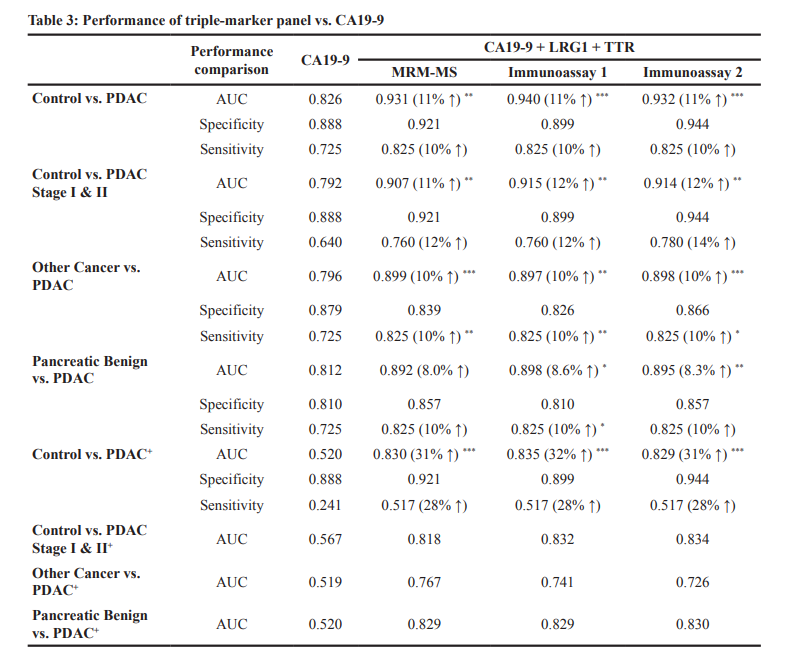 Table 3: Performance of triple-marker panel vs. CA19-9
Performance comparison CA19-9 CA19-9 + LRG1 + TTR
MRM-MS Immunoassay 1 Immunoassay 2
Control vs. PDAC AUC 0.826 0.931 (11% ↑) ** 0.940 (11% ↑) *** 0.932 (11% ↑) ***
Specificity 0.888 0.921 0.899 0.944
Sensitivity 0.725 0.825 (10% ↑) 0.825 (10% ↑) 0.825 (10% ↑)
Control vs. PDAC Stage I & II AUC 0.792 0.907 (11% ↑) ** 0.915 (12% ↑) ** 0.914 (12% ↑) **
Specificity 0.888 0.921 0.899 0.944
Sensitivity 0.640 0.760 (12% ↑) 0.760 (12% ↑) 0.780 (14% ↑)
Other Cancer vs. PDAC AUC 0.796 0.899 (10% ↑) *** 0.897 (10% ↑) ** 0.898 (10% ↑) ***
Specificity 0.879 0.839 0.826 0.866
Sensitivity 0.725 0.825 (10% ↑) ** 0.825 (10% ↑) ** 0.825 (10% ↑) *
Pancreatic Benign vs. PDAC AUC 0.812 0.892 (8.0% ↑) 0.898 (8.6% ↑) * 0.895 (8.3% ↑) **
Specificity 0.810 0.857 0.810 0.857
Sensitivity 0.725 0.825 (10% ↑) 0.825 (10% ↑) * 0.825 (10% ↑)
Control vs. PDAC+ AUC 0.520 0.830 (31% ↑) *** 0.835 (32% ↑) *** 0.829 (31% ↑) ***
Specificity 0.888 0.921 0.899 0.944
Sensitivity 0.241 0.517 (28% ↑) 0.517 (28% ↑) 0.517 (28% ↑)
Control vs. PDAC Stage I & II+ AUC 0.567 0.818 0.832 0.834
Other Cancer vs. PDAC+ AUC 0.519 0.767 0.741 0.726
Pancreatic Benign vs. PDAC+ AUC 0.520 0.829 0.829 0.830